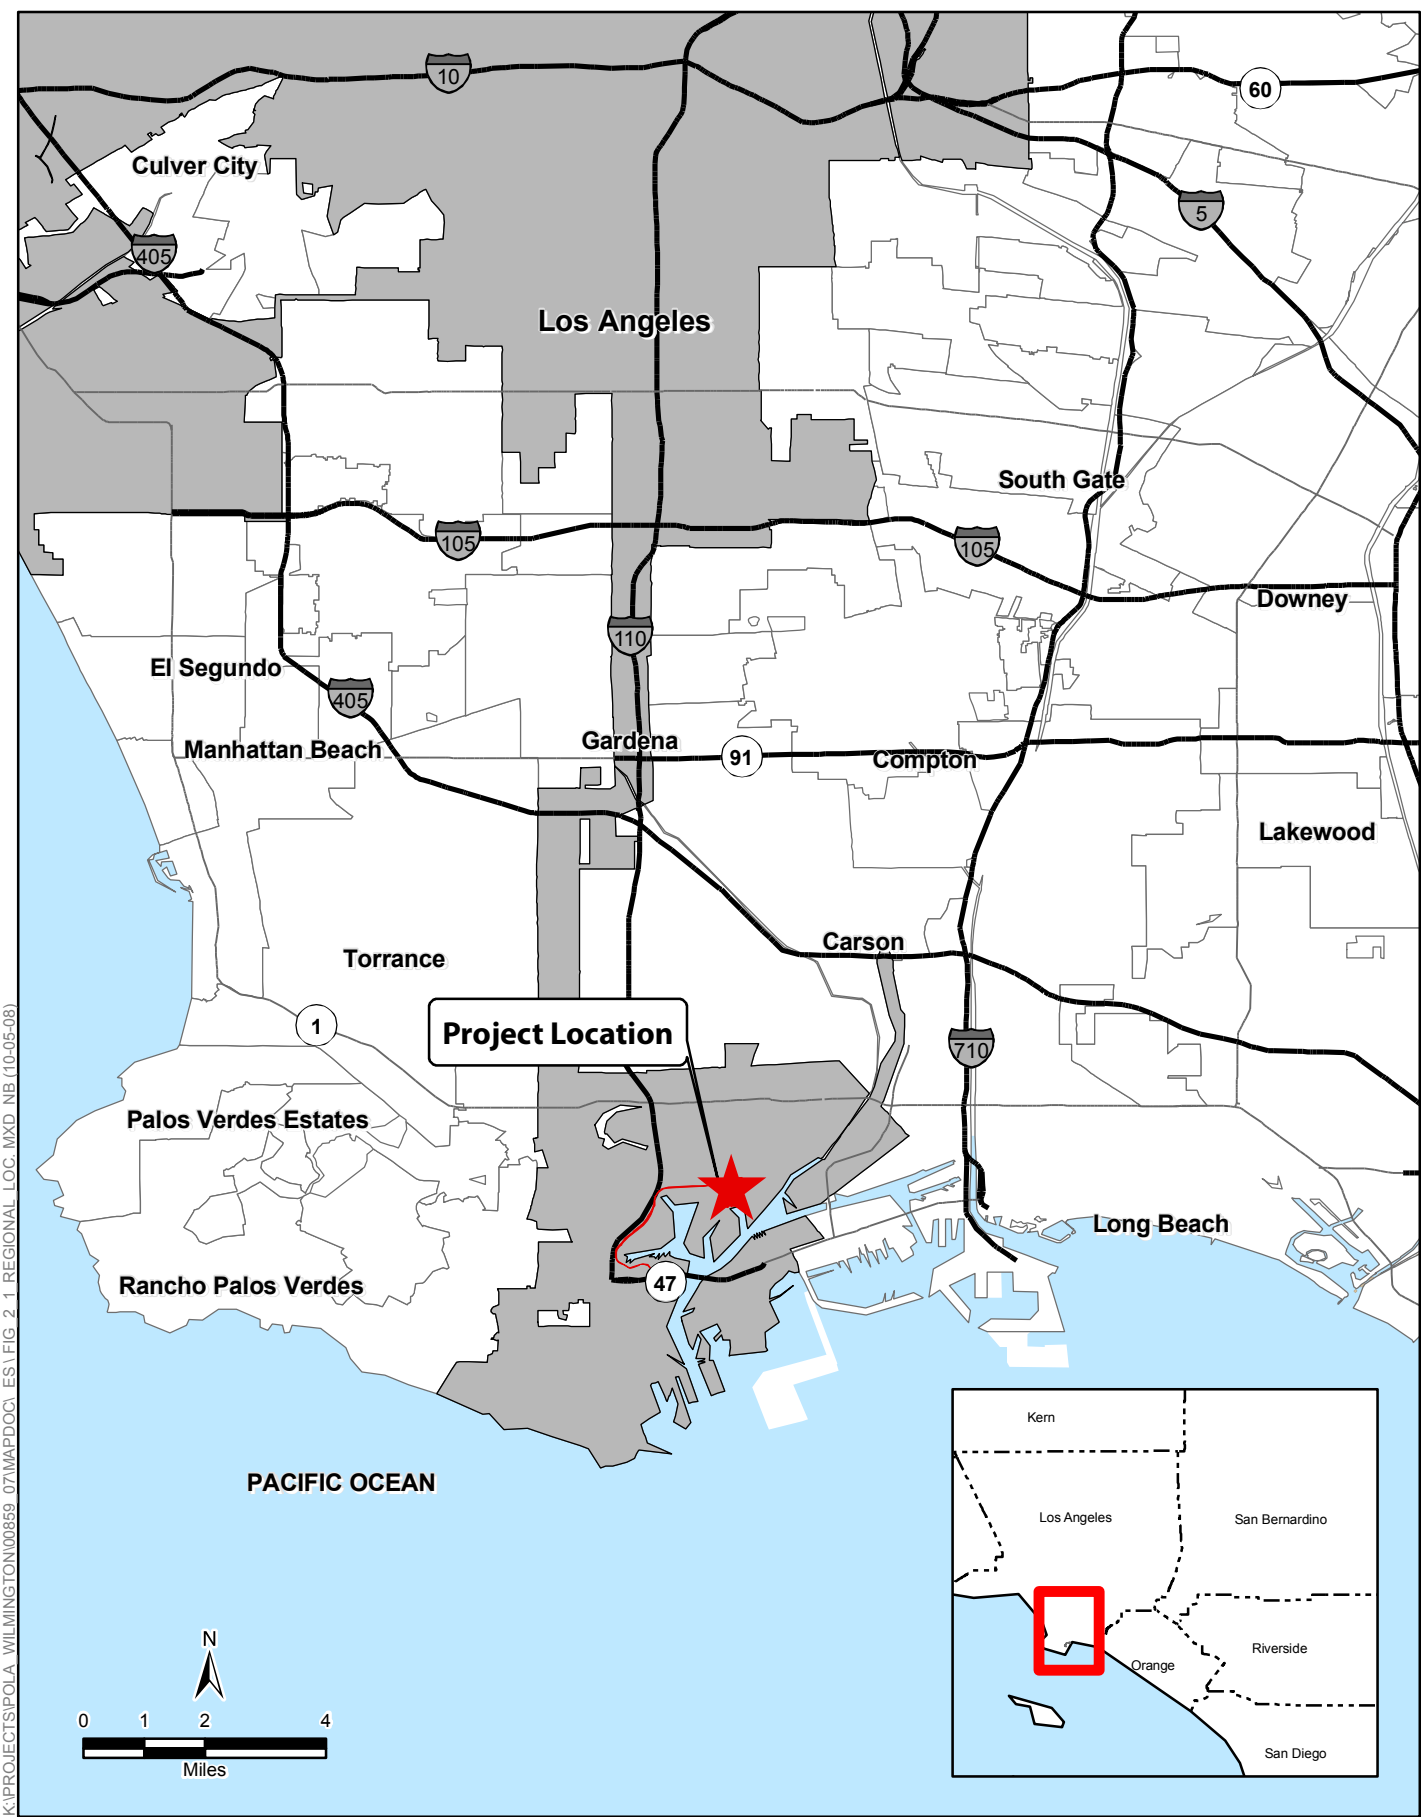 10
60
Culver City
5
405
Los Angeles
South Gate
105
105
Downey
110
El Segundo
405
Gardena
Manhattan Beach
91
Compton
Lakewood
Carson
Torrance
1
Project Location
710
Palos Verdes Estates
Long Beach
Rancho Palos Verdes
47
PACIFIC OCEAN
Kern
Los Angeles
San Bernardino
Riverside
Orange
San Diego
N
0 1 2 4
Miles
K:\PROJECTS\POLA_WILMINGTON\00859_07\MAPDOC\_ES\FIG_2_1_REGIONAL_LOC. MXD NB (10-05-08)